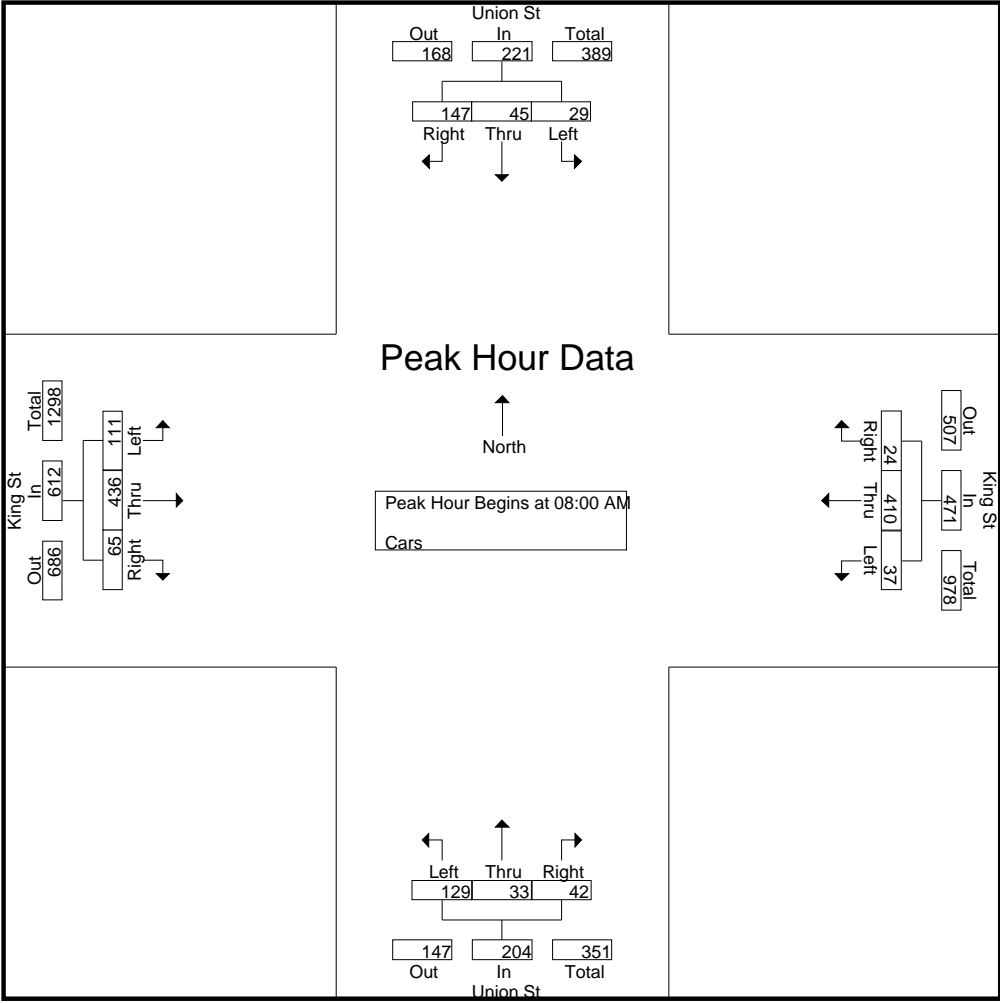 Union St
Out In Total
168 221 389
147 45 29
Right Thru Left
Peak Hour Data
North
Peak Hour Begins at 08:00 AM
Cars
King St
Total In Out
1298 612 686
111 436 65
Left Thru Right
King St
Out In Total
507 471 978
24 410 37
Right Thru Left
Left Thru Right
129 33 42
147 204 351
Out In Total
Union St